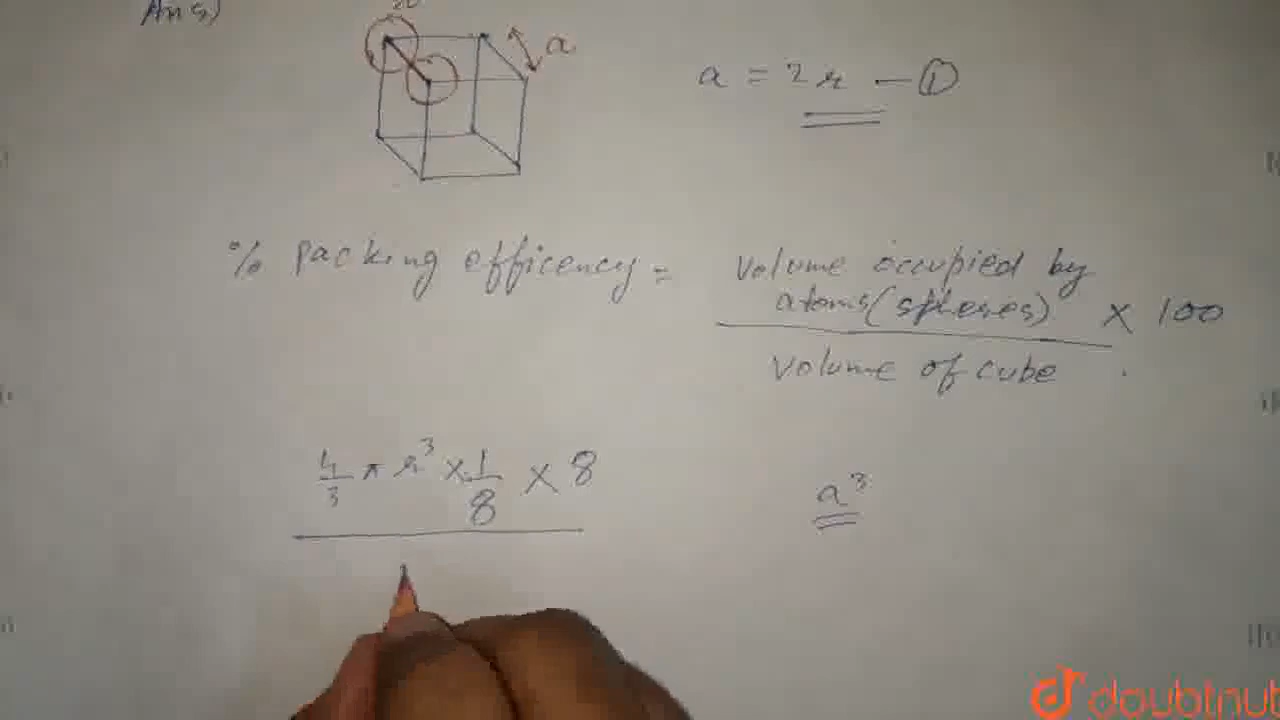 Ans)
a
a = 2r — ①
% packing efficency = volume occupied by
atoms (spheres) × 100
volume of cube
4/3 π r³ × 1/8 × 8
a³
doubtnut